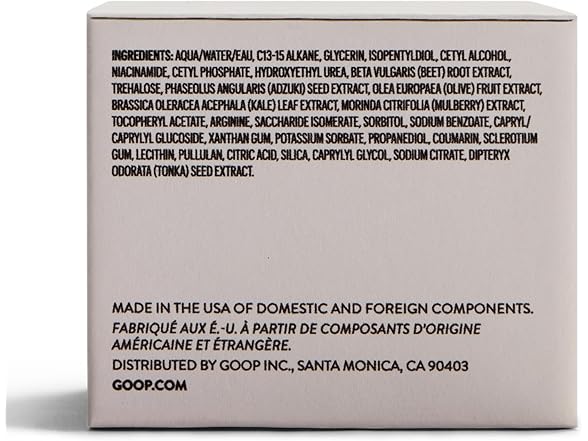 INGREDIENTS: AQUA/WATER/EAU, C13-15 ALKANE, GLYCERIN, ISOPENTYLDIOL, CETYL ALCOHOL,
NIACINAMIDE, CETYL PHOSPHATE, HYDROXYETHYL UREA, BETA VULGARIS (BEET) ROOT EXTRACT,
TREHALOSE, PHASEOLUS ANGULARIS (ADZUKI) SEED EXTRACT, OLEA EUROPAEA (OLIVE) FRUIT EXTRACT,
BRASSICA OLERACEA ACEPHALA (KALE) LEAF EXTRACT, MORINDA CITRIFOLIA (MULBERRY) EXTRACT,
TOCOPHERYL ACETATE, ARGININE, SACCHARIDE ISOMERATE, SORBITOL, SODIUM BENZOATE, CAPRYL/
CAPRYLYL GLUCOSIDE, XANTHAN GUM, POTASSIUM SORBATE, PROPANEDIOL, COUMARIN, SCLEROTIUM
GUM, LECITHIN, PULLULAN, CITRIC ACID, SILICA, CAPRYLYL GLYCOL, SODIUM CITRATE, DIPTERYX
ODORATA (TONKA) SEED EXTRACT.
MADE IN THE USA OF DOMESTIC AND FOREIGN COMPONENTS.
FABRIQUÉ AUX É.-U. À PARTIR DE COMPOSANTS D'ORIGINE
AMÉRICAINE ET ÉTRANGÈRE.
DISTRIBUTED BY GOOP INC., SANTA MONICA, CA 90403
GOOP.COM